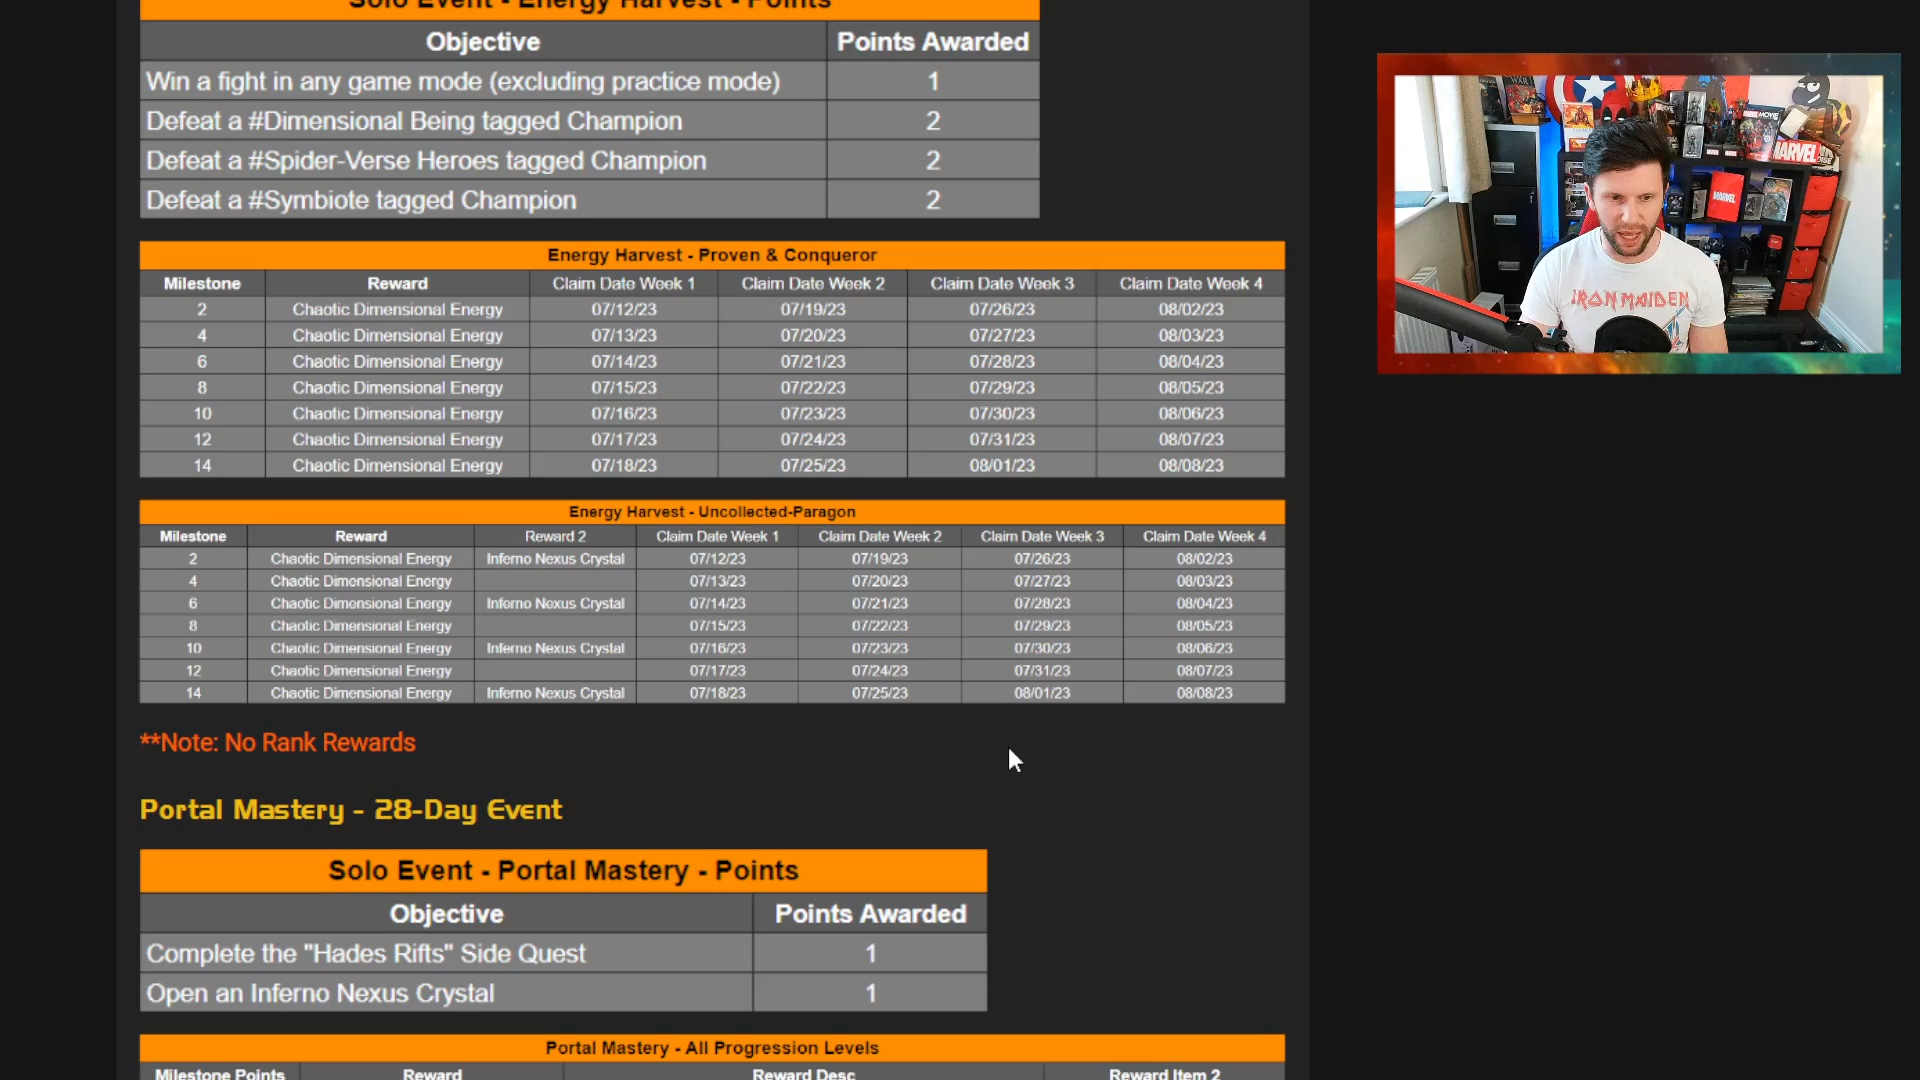 Solo Event - Energy Harvest - Points
Objective Points Awarded
Win a fight in any game mode (excluding practice mode) 1
Defeat a #Dimensional Being tagged Champion 2
Defeat a #Spider-Verse Heroes tagged Champion 2
Defeat a #Symbiote tagged Champion 2
Energy Harvest - Proven & Conqueror
Milestone Reward Claim Date Week 1 Claim Date Week 2 Claim Date Week 3 Claim Date Week 4
2 Chaotic Dimensional Energy 07/12/23 07/19/23 07/26/23 08/02/23
4 Chaotic Dimensional Energy 07/13/23 07/20/23 07/27/23 08/03/23
6 Chaotic Dimensional Energy 07/14/23 07/21/23 07/28/23 08/04/23
8 Chaotic Dimensional Energy 07/15/23 07/22/23 07/29/23 08/05/23
10 Chaotic Dimensional Energy 07/16/23 07/23/23 07/30/23 08/06/23
12 Chaotic Dimensional Energy 07/17/23 07/24/23 07/31/23 08/07/23
14 Chaotic Dimensional Energy 07/18/23 07/25/23 08/01/23 08/08/23
Energy Harvest - Uncollected-Paragon
Milestone Reward Reward 2 Claim Date Week 1 Claim Date Week 2 Claim Date Week 3 Claim Date Week 4
2 Chaotic Dimensional Energy Inferno Nexus Crystal 07/12/23 07/19/23 07/26/23 08/02/23
4 Chaotic Dimensional Energy 07/13/23 07/20/23 07/27/23 08/03/23
6 Chaotic Dimensional Energy Inferno Nexus Crystal 07/14/23 07/21/23 07/28/23 08/04/23
8 Chaotic Dimensional Energy 07/15/23 07/22/23 07/29/23 08/05/23
10 Chaotic Dimensional Energy Inferno Nexus Crystal 07/16/23 07/23/23 07/30/23 08/06/23
12 Chaotic Dimensional Energy 07/17/23 07/24/23 07/31/23 08/07/23
14 Chaotic Dimensional Energy Inferno Nexus Crystal 07/18/23 07/25/23 08/01/23 08/08/23
**Note: No Rank Rewards
Portal Mastery - 28-Day Event
Solo Event - Portal Mastery - Points
Objective Points Awarded
Complete the "Hades Rifts" Side Quest 1
Open an Inferno Nexus Crystal 1
Portal Mastery - All Progression Levels
Milestone Points Reward Reward Desc Reward Item 2
MARVEL
MARVEL
IRON MAIDEN